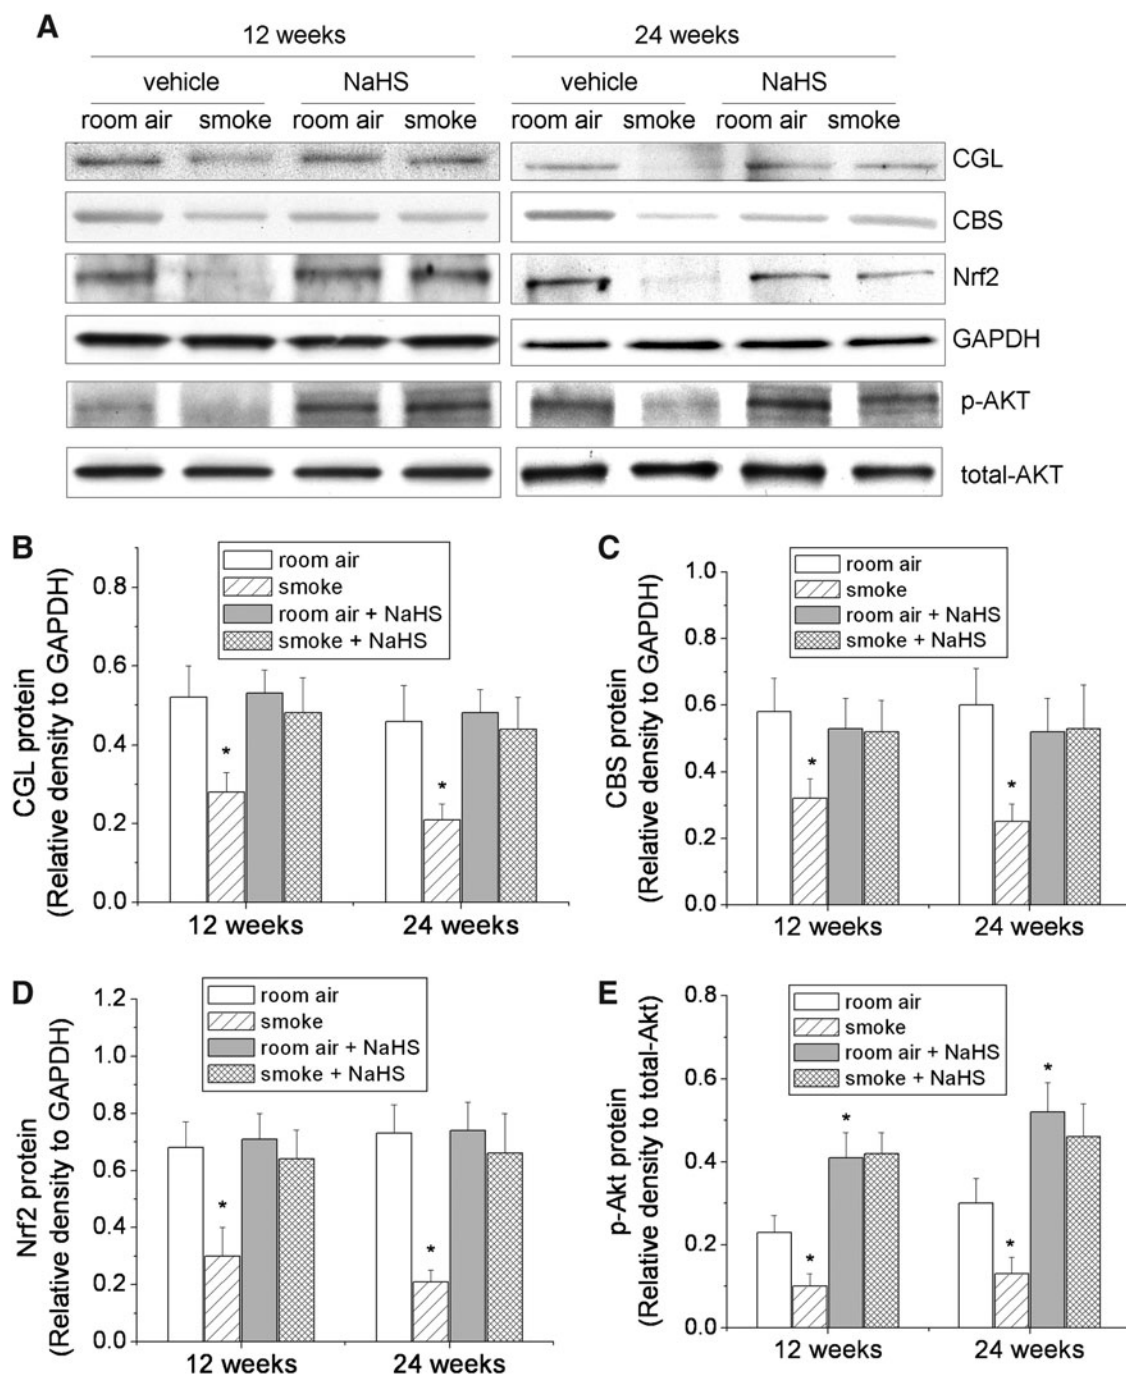 A
12 weeks 24 weeks
vehicle NaHS vehicle NaHS
room air smoke room air smoke room air smoke room air smoke
CGL
CBS
Nrf2
GAPDH
p-AKT
total-AKT
B
CGL protein
(Relative density to GAPDH)
0.8
0.6
0.4
0.2
0.0
room air
smoke
room air + NaHS
smoke + NaHS
*
*
12 weeks 24 weeks
C
CBS protein
(Relative density to GAPDH)
1.0
0.8
0.6
0.4
0.2
0.0
room air
smoke
room air + NaHS
smoke + NaHS
*
*
12 weeks 24 weeks
D
Nrf2 protein
(Relative density to GAPDH)
1.2
1.0
0.8
0.6
0.4
0.2
0.0
room air
smoke
room air + NaHS
smoke + NaHS
*
*
12 weeks 24 weeks
E
p-Akt protein
(Relative density to total-Akt)
0.8
0.6
0.4
0.2
0.0
room air
smoke
room air + NaHS
smoke + NaHS
*
*
*
*
12 weeks 24 weeks